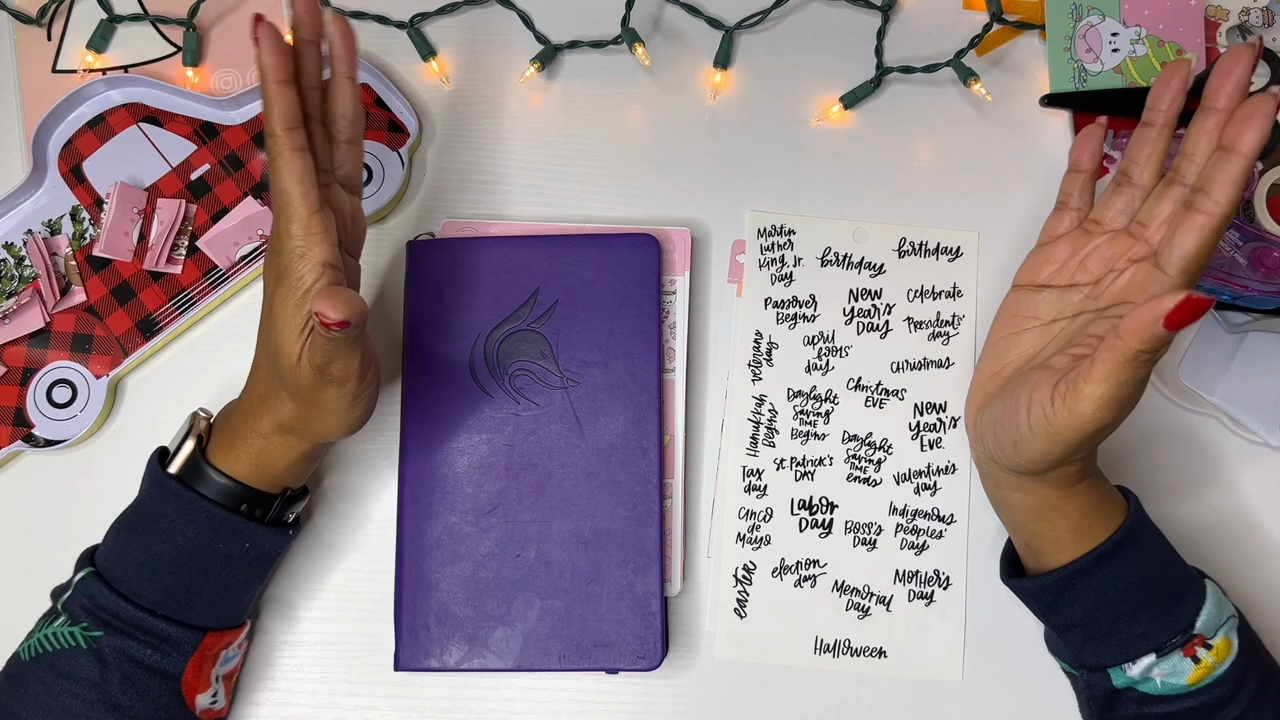 Martin
Luther
King, Jr.
Day
birthday
birthday
Passover
Begins
New
Year's
Day
Celebrate
Presidents'
day
veterans
day
april
fools'
day
christmas
Christmas
EVE
Hanukkah
Begins
Daylight
Saving
TIME
Begins
New
Year's
Eve.
Daylight
Saving
TIME
ends
St. Patrick's
DAY
Tax
day
Valentine's
day
Cinco
de
Mayo
Labor
Day
Boss's
Day
Indigenous
Peoples'
Day
easter
election
day
Memorial
Day
Mother's
Day
Halloween